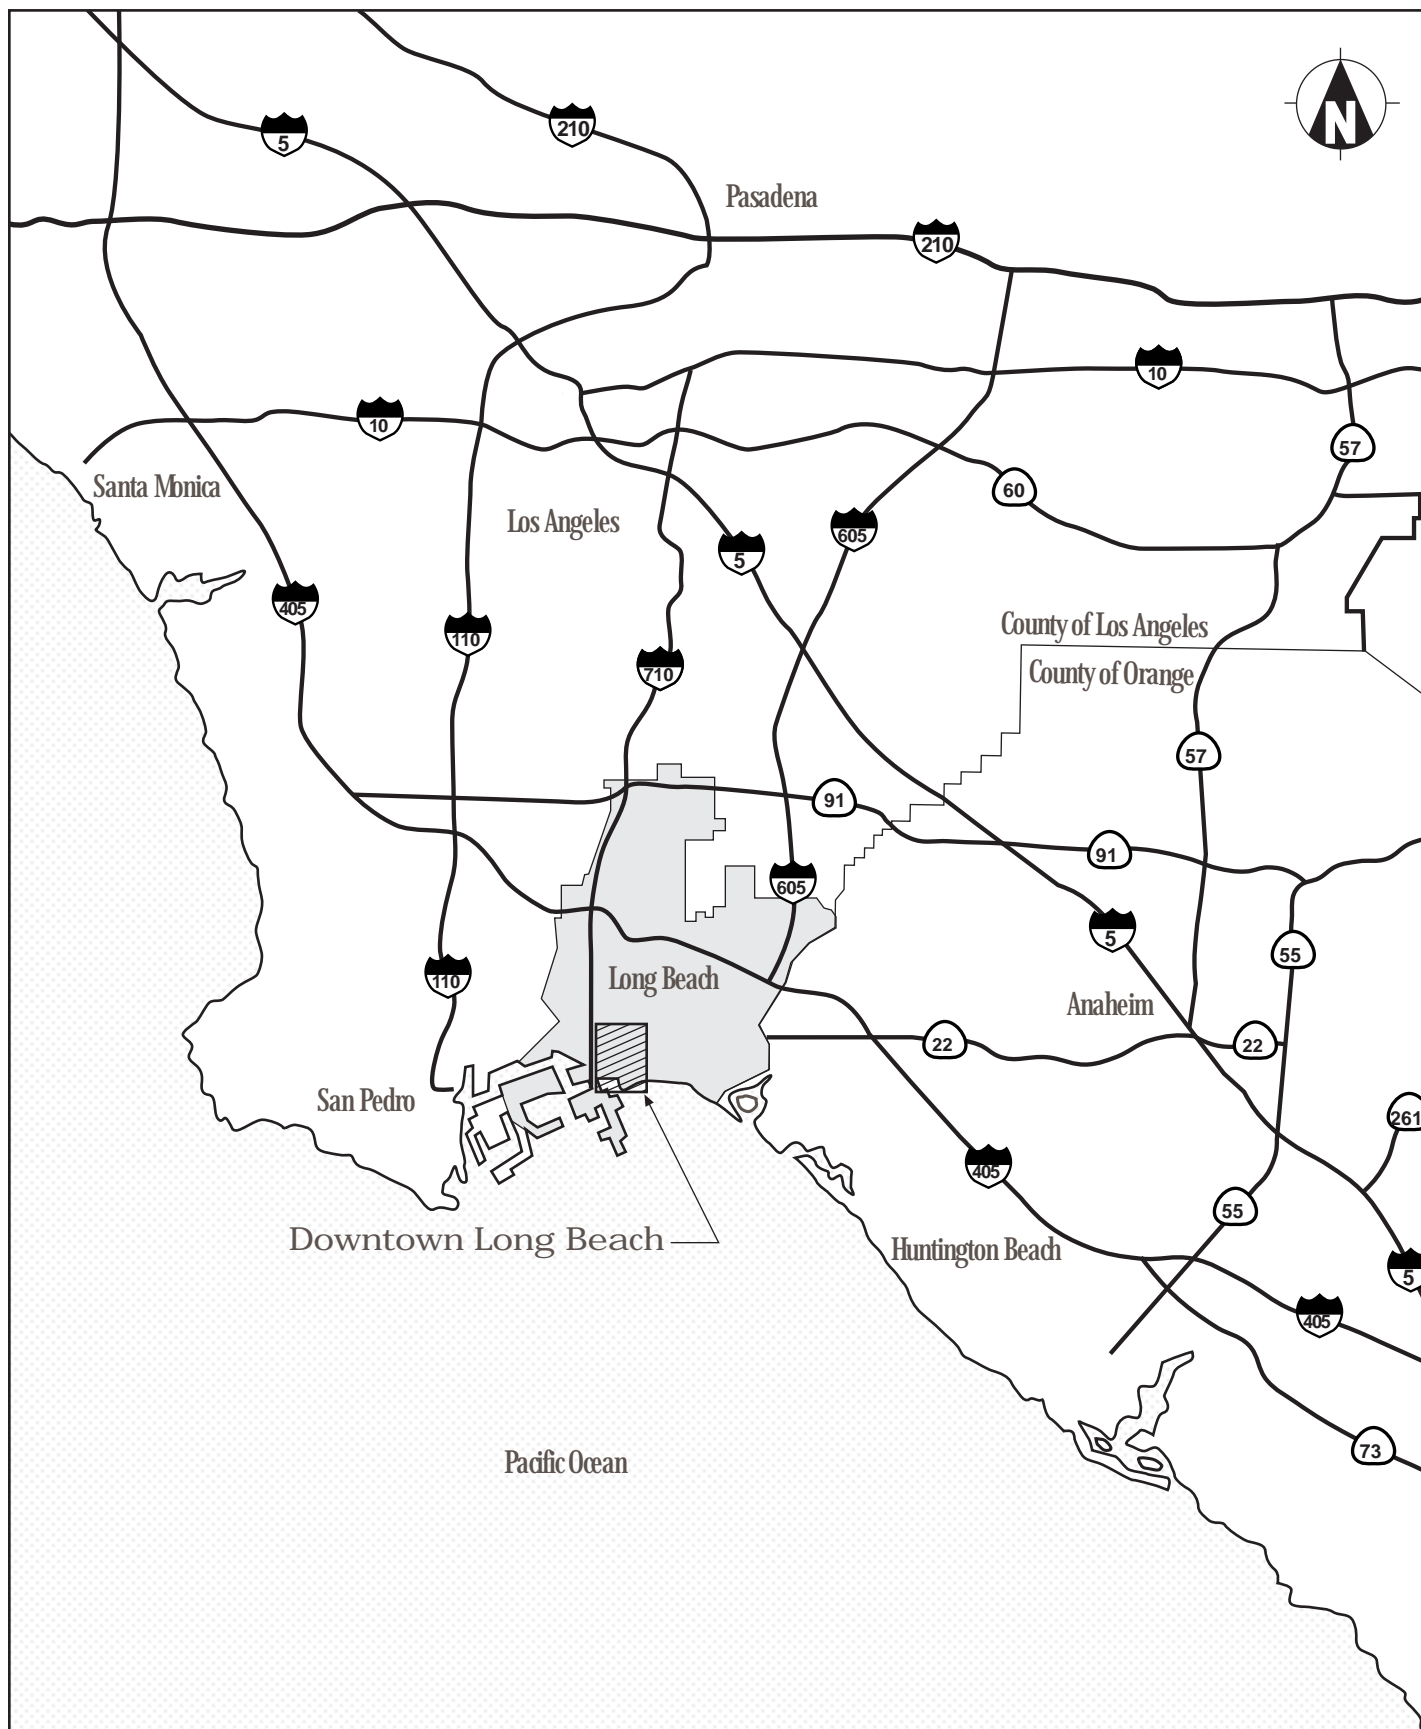 N
210
5
Pasadena
210
10
10
57
Santa Monica
60
Los Angeles
605
5
405
County of Los Angeles
110
710
County of Orange
57
91
91
605
5
55
110
Long Beach
Anaheim
22
22
San Pedro
261
405
55
Downtown Long Beach
Huntington Beach
5
405
73
Pacific Ocean